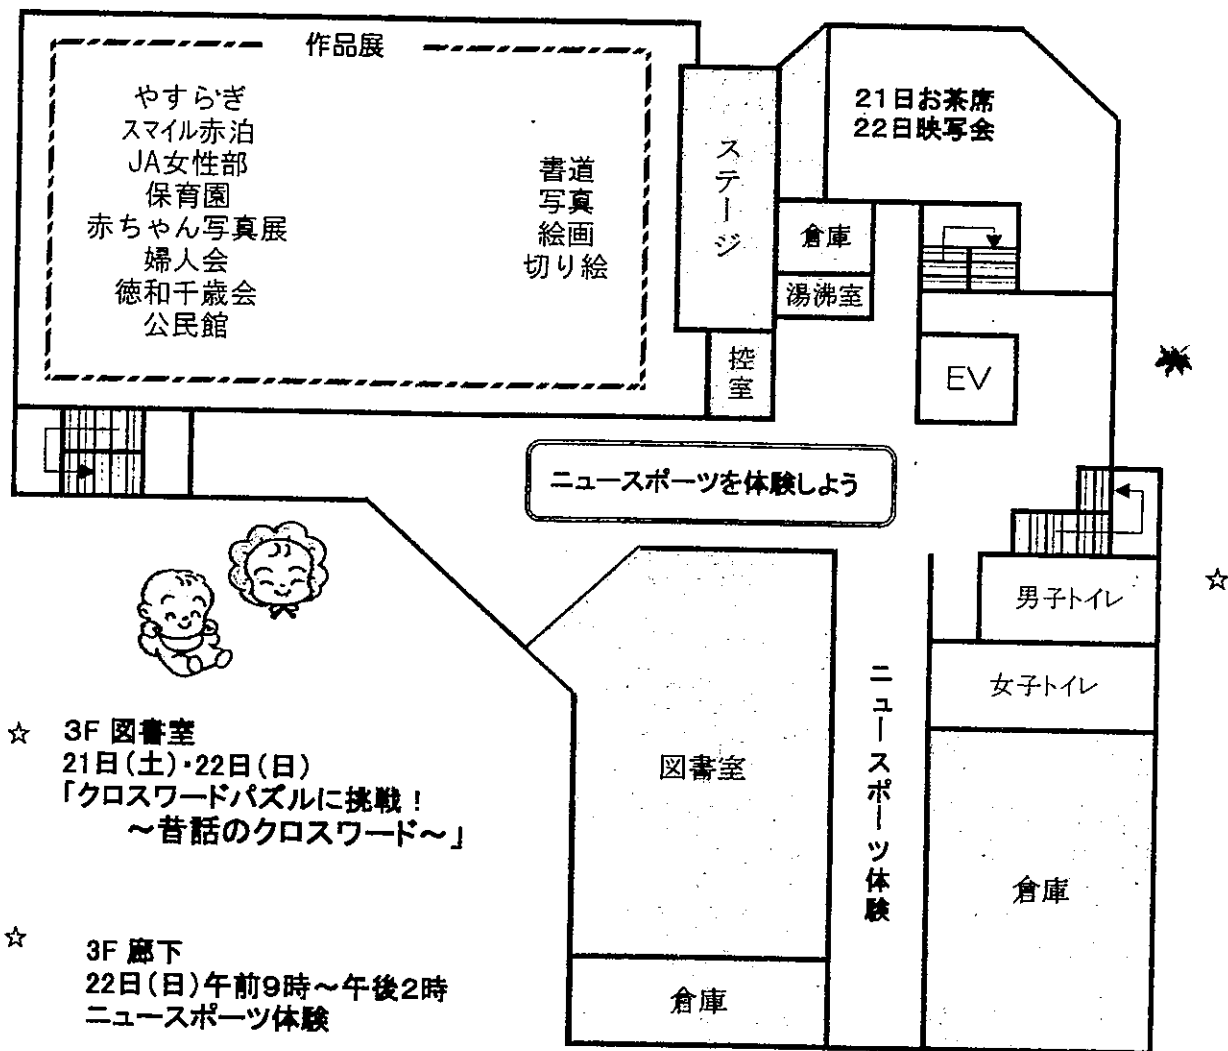 作品展
やすらぎ
スマイル赤泊
JA女性部
保育園
赤ちゃん写真展
婦人会
徳和千歳会
公民館
書道
写真
絵画
切り絵
ステージ
控室
21日お茶席
22日映写会
倉庫
湯沸室
EV
ニュースポーツを体験しよう
男子トイレ
女子トイレ
図書室
ニュースポーツ体験
倉庫
倉庫
☆ 3F 図書室
21日(土)・22日(日)
「クロスワードパズルに挑戦!
~昔話のクロスワード~」
☆ 3F 廊下
22日(日)午前9時~午後2時
ニュースポーツ体験
☆